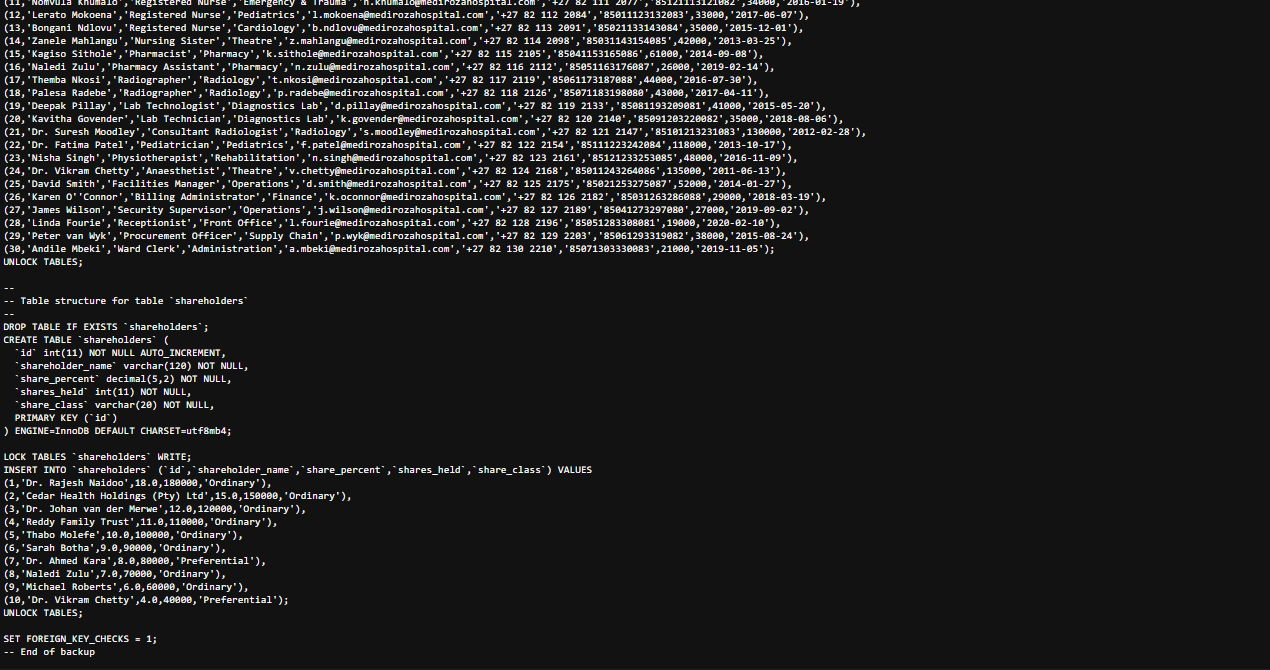 (11,'Nomvula Khumalo','Registered Nurse','Emergency & Trauma','n.khumalo@medirozahospital.com','+27 82 111 2077','85121113121082',34000,'2016-01-19'),
(12,'Lerato Mokoena','Registered Nurse','Pediatrics','l.mokoena@medirozahospital.com','+27 82 112 2084','85011123132083',33000,'2017-06-07'),
(13,'Bongani Ndlovu','Registered Nurse','Cardiology','b.ndlovu@medirozahospital.com','+27 82 113 2091','85021133143084',35000,'2015-12-01'),
(14,'Zanele Mahlangu','Nursing Sister','Theatre','z.mahlangu@medirozahospital.com','+27 82 114 2098','85031143154085',42000,'2013-03-25'),
(15,'Kagiso Sithole','Pharmacist','Pharmacy','k.sithole@medirozahospital.com','+27 82 115 2105','85041153165086',61000,'2014-09-08'),
(16,'Naledi Zulu','Pharmacy Assistant','Pharmacy','n.zulu@medirozahospital.com','+27 82 116 2112','85051163176087',26000,'2019-02-14'),
(17,'Themba Nkosi','Radiographer','Radiology','t.nkosi@medirozahospital.com','+27 82 117 2119','85061173187088',44000,'2016-07-30'),
(18,'Palesa Radebe','Radiographer','Radiology','p.radebe@medirozahospital.com','+27 82 118 2126','85071183198080',43000,'2017-04-11'),
(19,'Deepak Pillay','Lab Technologist','Diagnostics Lab','d.pillay@medirozahospital.com','+27 82 119 2133','85081193209081',41000,'2015-05-20'),
(20,'Kavitha Govender','Lab Technician','Diagnostics Lab','k.govender@medirozahospital.com','+27 82 120 2140','85091203220082',35000,'2018-08-06'),
(21,'Dr. Suresh Moodley','Consultant Radiologist','Radiology','s.moodley@medirozahospital.com','+27 82 121 2147','85101213231083',130000,'2012-02-28'),
(22,'Dr. Fatima Patel','Pediatrician','Pediatrics','f.patel@medirozahospital.com','+27 82 122 2154','85111223242084',118000,'2013-10-17'),
(23,'Nisha Singh','Physiotherapist','Rehabilitation','n.singh@medirozahospital.com','+27 82 123 2161','85121233253085',48000,'2016-11-09'),
(24,'Dr. Vikram Chetty','Anaesthetist','Theatre','v.chetty@medirozahospital.com','+27 82 124 2168','85011243264086',135000,'2011-06-13'),
(25,'David Smith','Facilities Manager','Operations','d.smith@medirozahospital.com','+27 82 125 2175','85021253275087',52000,'2014-01-27'),
(26,'Karen O''Connor','Billing Administrator','Finance','k.oconnor@medirozahospital.com','+27 82 126 2182','85031263286088',29000,'2018-03-19'),
(27,'James Wilson','Security Supervisor','Operations','j.wilson@medirozahospital.com','+27 82 127 2189','85041273297080',27000,'2019-09-02'),
(28,'Linda Fourie','Receptionist','Front Office','l.fourie@medirozahospital.com','+27 82 128 2196','85051283308081',19000,'2020-02-10'),
(29,'Peter van Wyk','Procurement Officer','Supply Chain','p.wyk@medirozahospital.com','+27 82 129 2203','85061293319082',38000,'2015-08-24'),
(30,'Andile Mbeki','Ward Clerk','Administration','a.mbeki@medirozahospital.com','+27 82 130 2210','85071303330083',21000,'2019-11-05');
UNLOCK TABLES;
--
-- Table structure for table `shareholders`
--
DROP TABLE IF EXISTS `shareholders`;
CREATE TABLE `shareholders` (
`id` int(11) NOT NULL AUTO_INCREMENT,
`shareholder_name` varchar(120) NOT NULL,
`share_percent` decimal(5,2) NOT NULL,
`shares_held` int(11) NOT NULL,
`share_class` varchar(20) NOT NULL,
PRIMARY KEY (`id`)
) ENGINE=InnoDB DEFAULT CHARSET=utf8mb4;
LOCK TABLES `shareholders` WRITE;
INSERT INTO `shareholders` (`id`,`shareholder_name`,`share_percent`,`shares_held`,`share_class`) VALUES
(1,'Dr. Rajesh Naidoo',18.0,180000,'Ordinary'),
(2,'Cedar Health Holdings (Pty) Ltd',15.0,150000,'Ordinary'),
(3,'Dr. Johan van der Merwe',12.0,120000,'Ordinary'),
(4,'Reddy Family Trust',11.0,110000,'Ordinary'),
(5,'Thabo Molefe',10.0,100000,'Ordinary'),
(6,'Sarah Botha',9.0,90000,'Ordinary'),
(7,'Dr. Ahmed Kara',8.0,80000,'Preferential'),
(8,'Naledi Zulu',7.0,70000,'Ordinary'),
(9,'Michael Roberts',6.0,60000,'Ordinary'),
(10,'Dr. Vikram Chetty',4.0,40000,'Preferential');
UNLOCK TABLES;
SET FOREIGN_KEY_CHECKS = 1;
-- End of backup